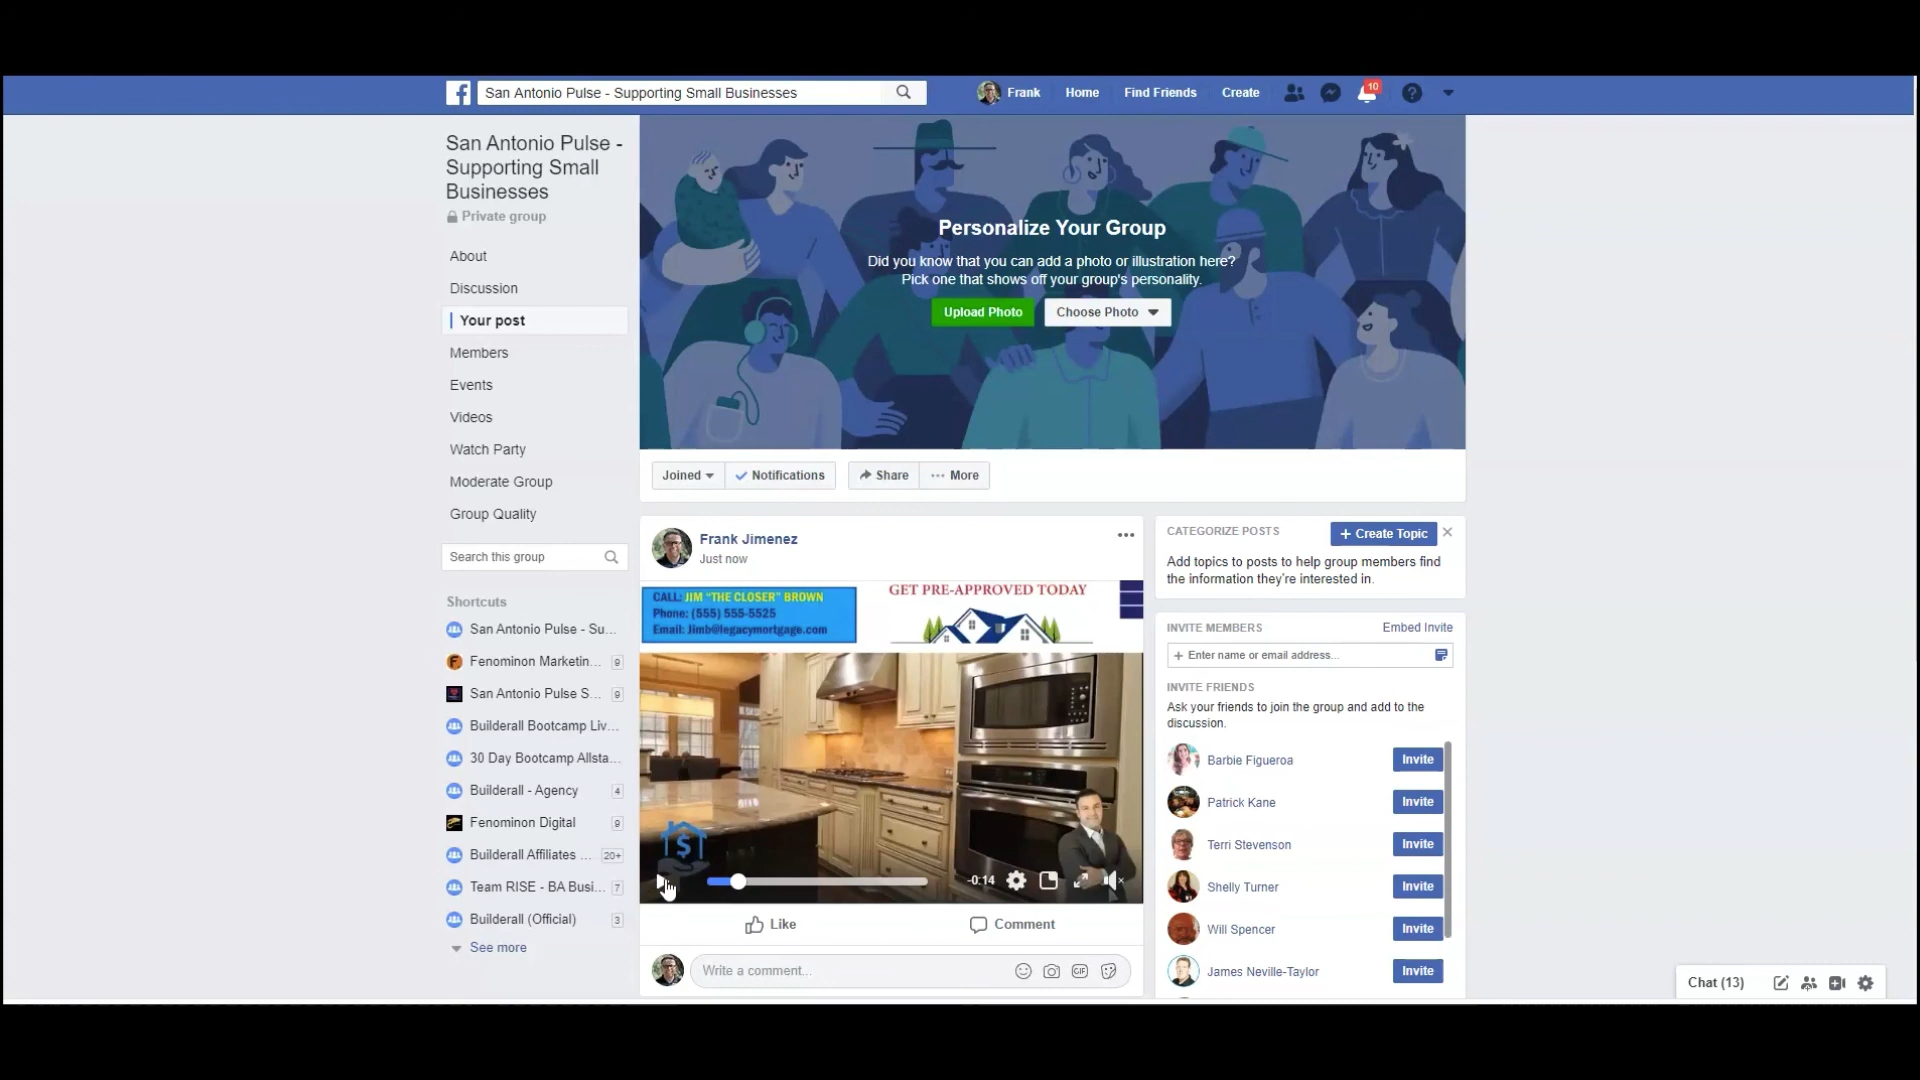 San Antonio Pulse - Supporting Small Businesses
Frank
Home
Find Friends
Create
10
San Antonio Pulse -
Supporting Small
Businesses
Private group
About
Discussion
Your post
Members
Events
Videos
Watch Party
Moderate Group
Group Quality
Search this group
Shortcuts
San Antonio Pulse - Su...
Fenominon Marketin... 9
San Antonio Pulse S... 9
Builderall Bootcamp Liv...
30 Day Bootcamp Allsta...
Builderall - Agency 4
Fenominon Digital 9
Builderall Affiliates ... 20+
Team RISE - BA Busi... 7
Builderall (Official) 3
See more
Personalize Your Group
Did you know that you can add a photo or illustration here?
Pick one that shows off your group's personality.
Upload Photo
Choose Photo
Joined
Notifications
Share
More
Frank Jimenez
Just now
CALL: JIM "THE CLOSER" BROWN
Phone: (555) 555-5525
Email: Jimb@legacymortgage.com
GET PRE-APPROVED TODAY
-0:14
Like
Comment
Write a comment...
GIF
CATEGORIZE POSTS
+ Create Topic
Add topics to posts to help group members find
the information they're interested in.
INVITE MEMBERS
Embed Invite
+ Enter name or email address...
INVITE FRIENDS
Ask your friends to join the group and add to the
discussion.
Barbie Figueroa Invite
Patrick Kane Invite
Terri Stevenson Invite
Shelly Turner Invite
Will Spencer Invite
James Neville-Taylor Invite
Chat (13)